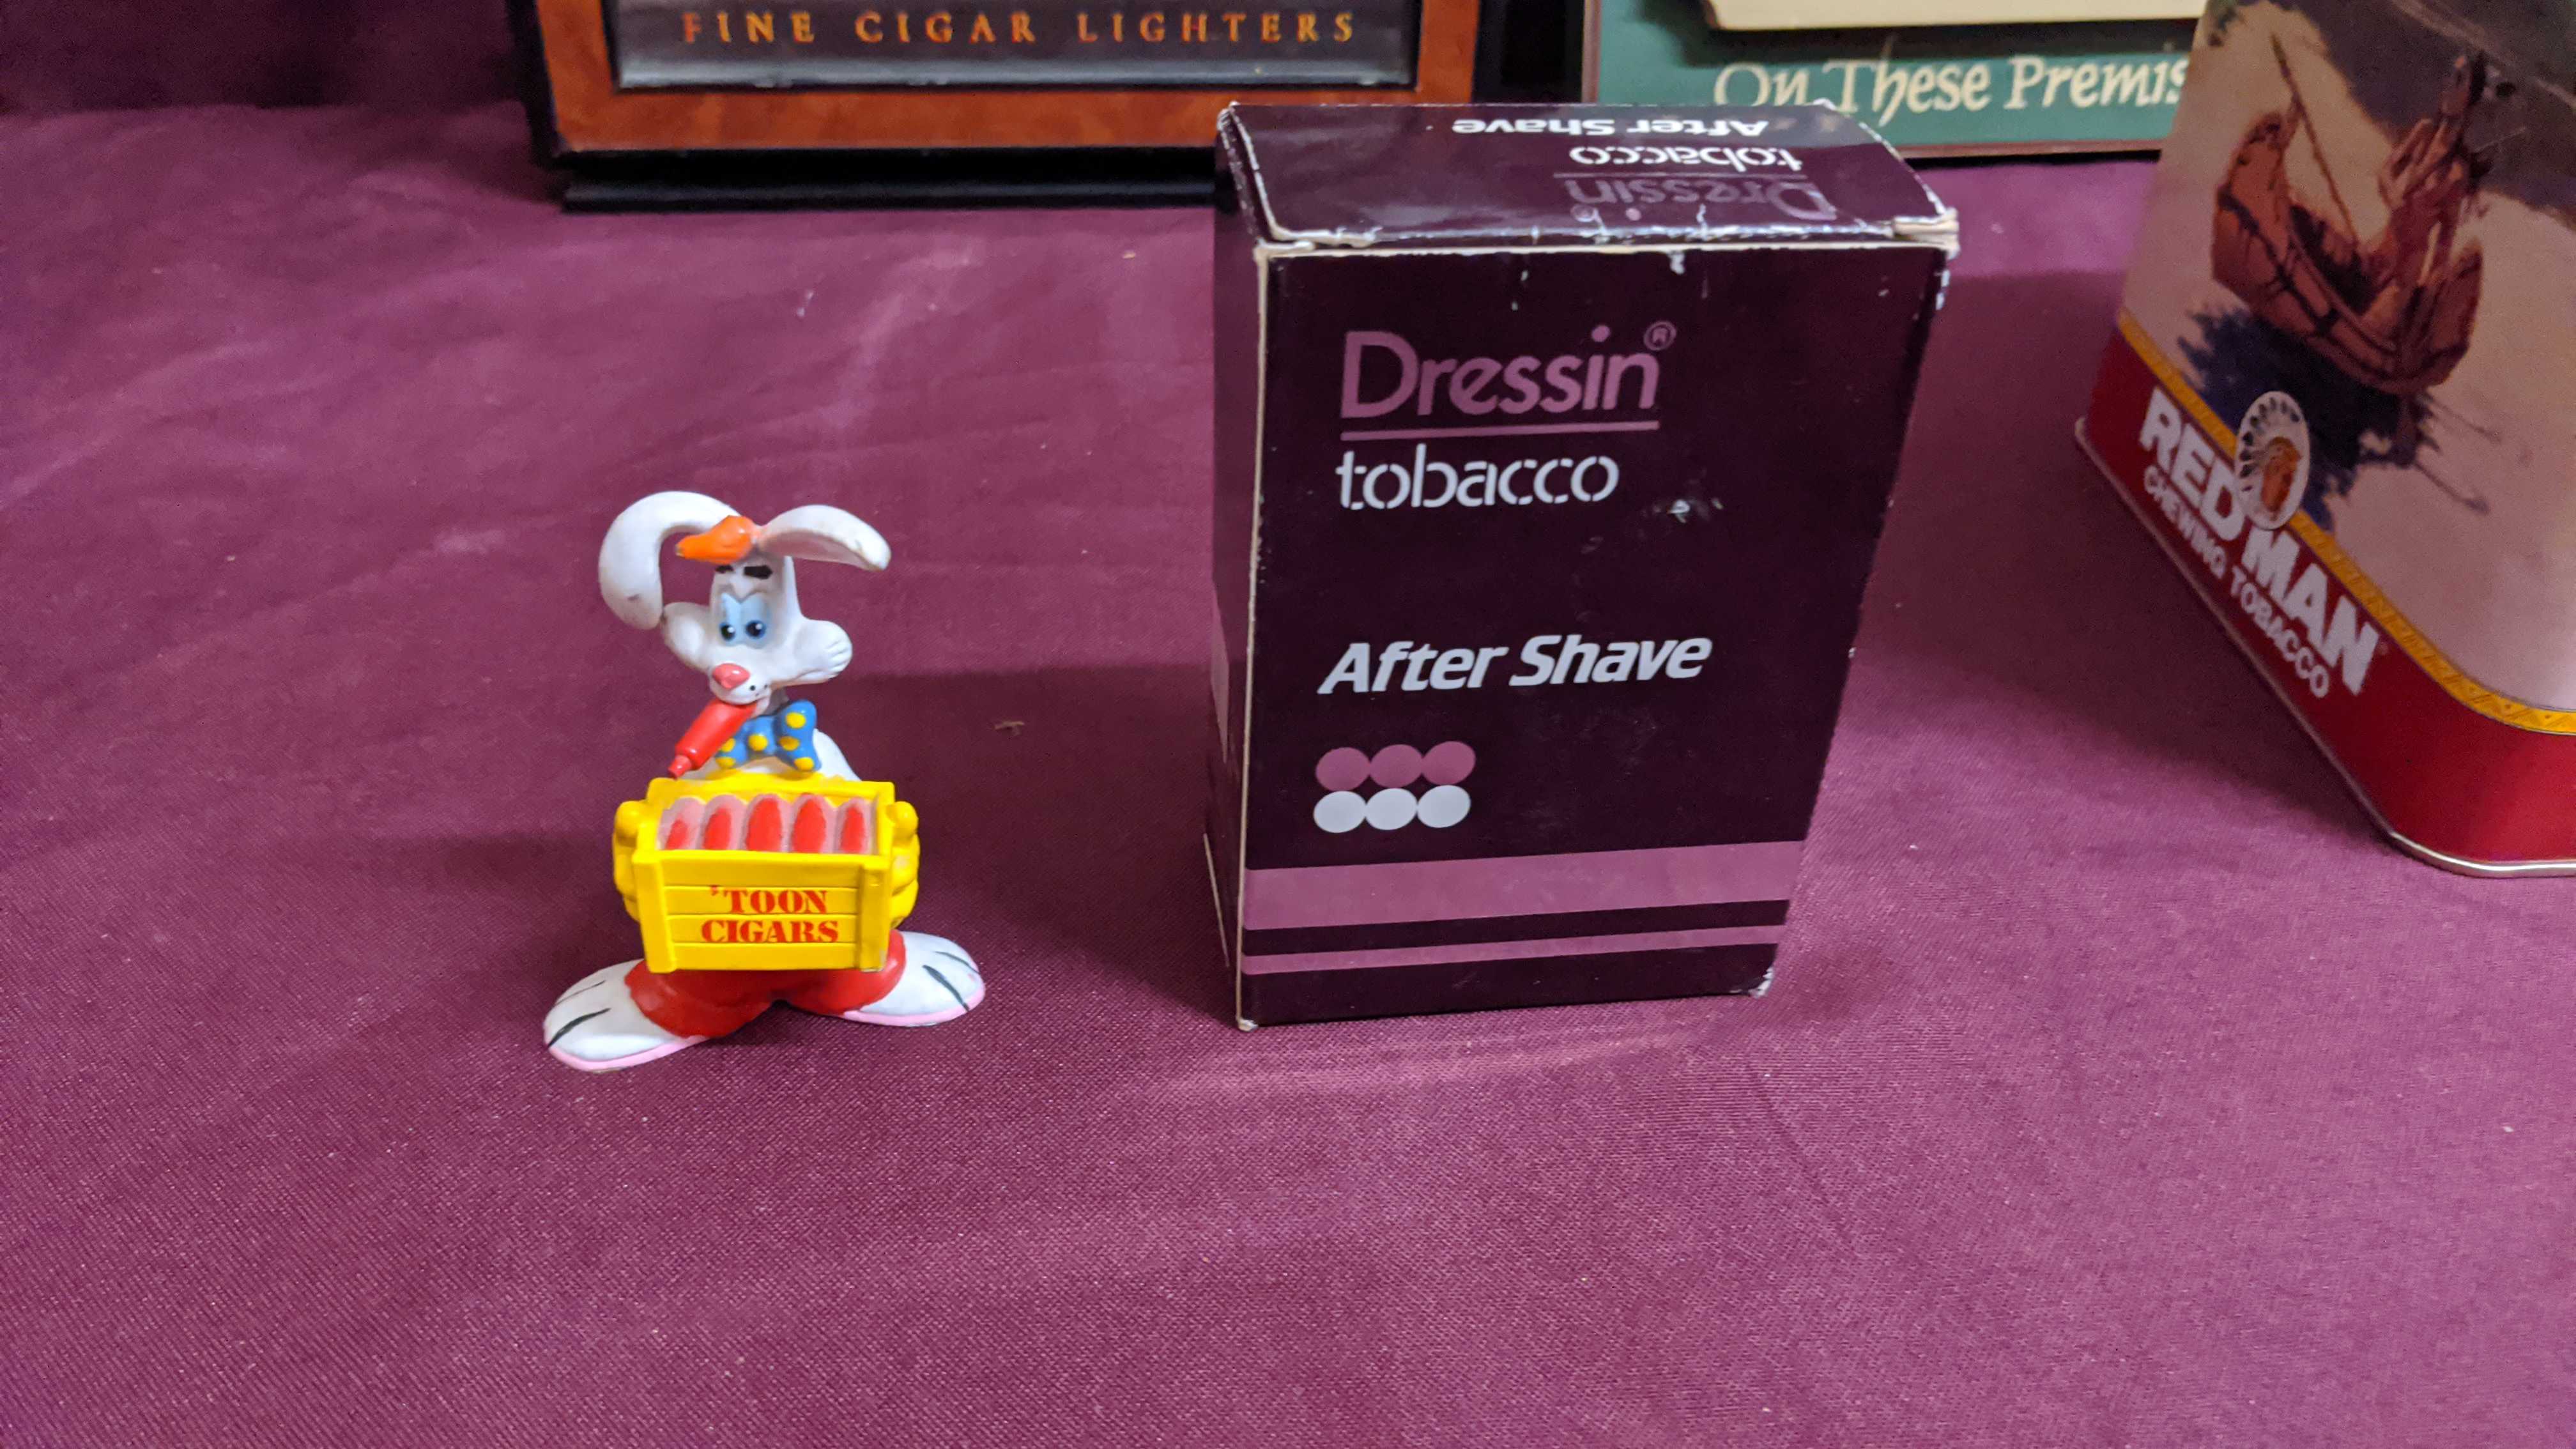 FINE CIGAR LIGHTERS
On These Premis
After Shave
tobacco
Dressin
Dressin®
tobacco
After Shave
RED MAN
CHEWING TOBACCO
'TOON
CIGARS